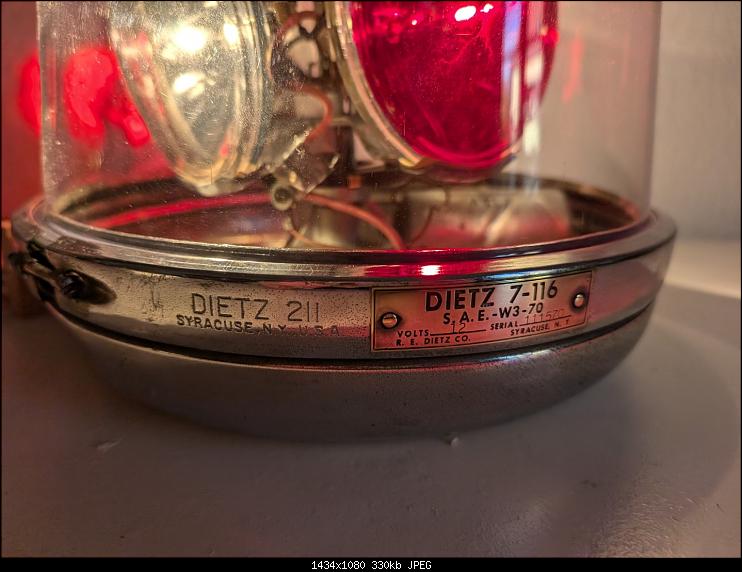 DIETZ 211
SYRACUSE, N.Y. U.S.A
DIETZ 7-116
S.A.E.-W3-70
VOLTS 12 SERIAL
R. E. DIETZ CO. SYRACUSE, N.Y.
1434x1080 330kb JPEG